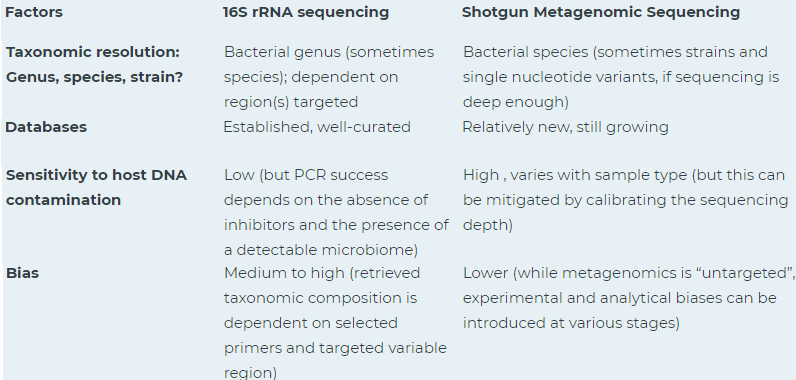 Factors
16S rRNA sequencing
Shotgun Metagenomic Sequencing
Taxonomic resolution:
Genus, species, strain?
Bacterial genus (sometimes
species); dependent on
region(s) targeted
Bacterial species (sometimes strains and
single nucleotide variants, if sequencing is
deep enough)
Databases
Established, well-curated
Relatively new, still growing
Sensitivity to host DNA
contamination
Low (but PCR success
depends on the absence of
inhibitors and the presence of
a detectable microbiome)
High , varies with sample type (but this can
be mitigated by calibrating the sequencing
depth)
Bias
Medium to high (retrieved
taxonomic composition is
dependent on selected
primers and targeted variable
region)
Lower (while metagenomics is “untargeted”,
experimental and analytical biases can be
introduced at various stages)